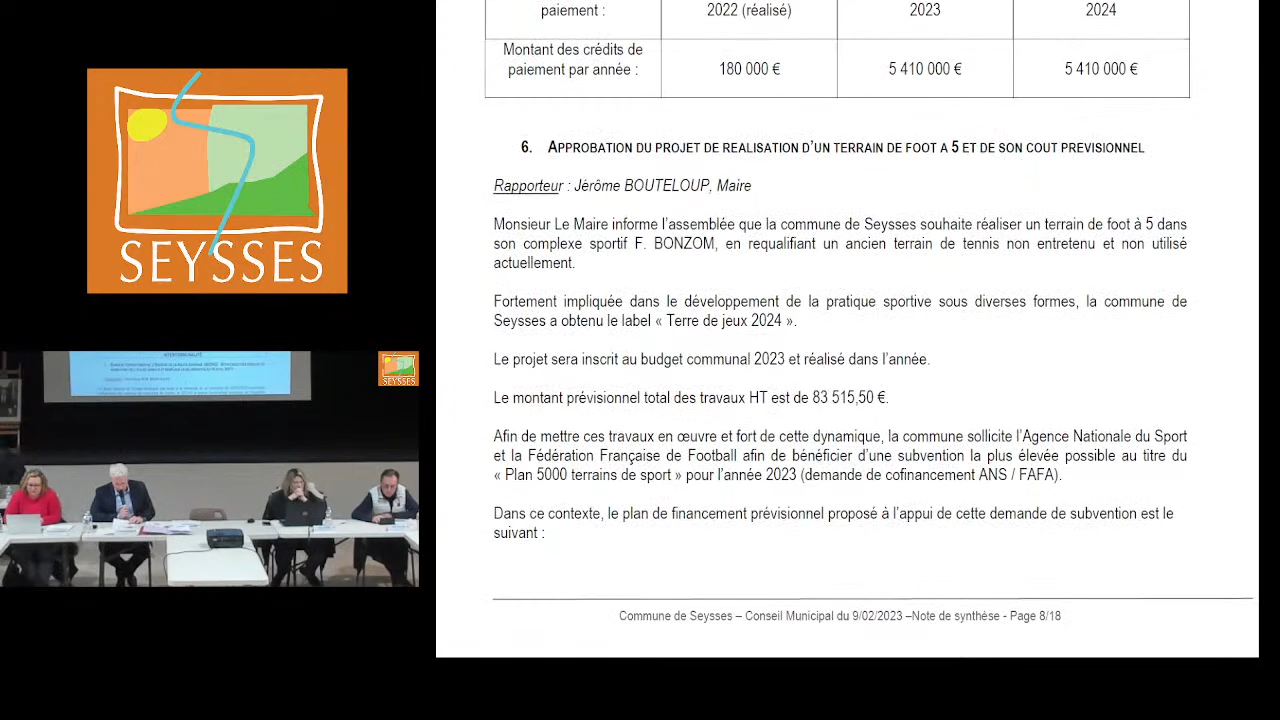 SEYSSES
SEYSSES
paiement :
2022 (réalisé)
2023
2024
Montant des crédits de
paiement par année :
180 000 €
5 410 000 €
5 410 000 €
6. APPROBATION DU PROJET DE REALISATION D'UN TERRAIN DE FOOT A 5 ET DE SON COUT PREVISIONNEL
Rapporteur : Jérôme BOUTELOUP, Maire
Monsieur Le Maire informe l'assemblée que la commune de Seysses souhaite réaliser un terrain de foot à 5 dans
son complexe sportif F. BONZOM, en requalifiant un ancien terrain de tennis non entretenu et non utilisé
actuellement.
Fortement impliquée dans le développement de la pratique sportive sous diverses formes, la commune de
Seysses a obtenu le label « Terre de jeux 2024 ».
Le projet sera inscrit au budget communal 2023 et réalisé dans l'année.
Le montant prévisionnel total des travaux HT est de 83 515,50 €.
Afin de mettre ces travaux en œuvre et fort de cette dynamique, la commune sollicite l'Agence Nationale du Sport
et la Fédération Française de Football afin de bénéficier d'une subvention la plus élevée possible au titre du
« Plan 5000 terrains de sport » pour l'année 2023 (demande de cofinancement ANS / FAFA).
Dans ce contexte, le plan de financement prévisionnel proposé à l'appui de cette demande de subvention est le
suivant :
Commune de Seysses – Conseil Municipal du 9/02/2023 –Note de synthèse - Page 8/18